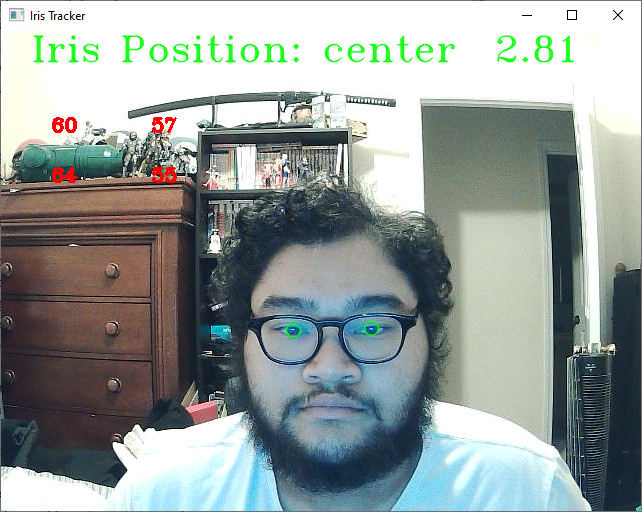 Iris Tracker
Iris Position: center 2.81
60 57
64 55